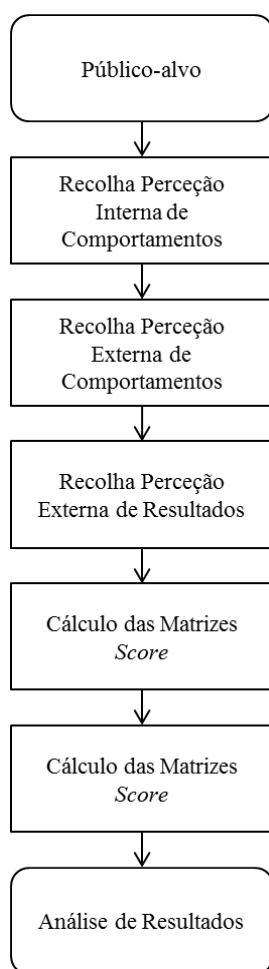 Público-alvo
Recolha Perceção
Interna de
Comportamentos
Recolha Perceção
Externa de
Comportamentos
Recolha Perceção
Externa de Resultados
Cálculo das Matrizes
Score
Cálculo das Matrizes
Score
Análise de Resultados